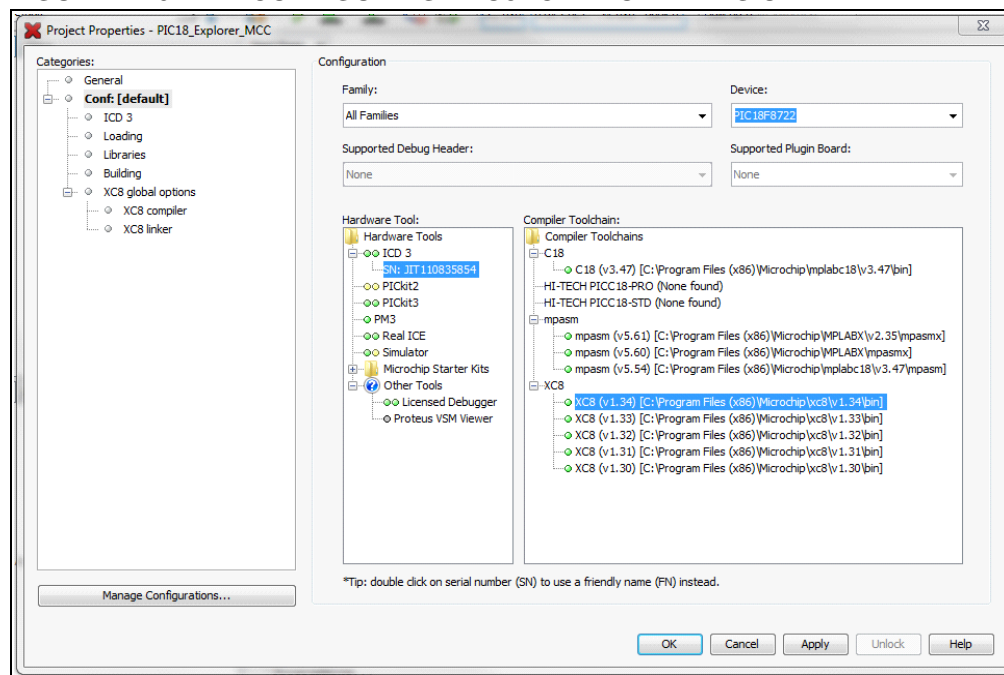 Project Properties - PIC18_Explorer_MCC
Categories:
General
Conf: [default]
ICD 3
Loading
Libraries
Building
XC8 global options
XC8 compiler
XC8 linker
Manage Configurations...
Configuration
Family:
All Families
Device:
PIC18F8722
Supported Debug Header:
None
Supported Plugin Board:
None
Hardware Tool:
Hardware Tools
ICD 3
SN: JIT110835854
PICkit2
PICkit3
PM3
Real ICE
Simulator
Microchip Starter Kits
Other Tools
Licensed Debugger
Proteus VSM Viewer
Compiler Toolchain:
Compiler Toolchains
C18
C18 (v3.47) [C:\Program Files (x86)\Microchip\mplabc18\v3.47\bin]
HI-TECH PICC18-PRO (None found)
HI-TECH PICC18-STD (None found)
mpasm
mpasm (v5.61) [C:\Program Files (x86)\Microchip\MPLABX\v2.35\mpasmx]
mpasm (v5.60) [C:\Program Files (x86)\Microchip\MPLABX\mpasmx]
mpasm (v5.54) [C:\Program Files (x86)\Microchip\mplabc18\v3.47\mpasm]
XC8
XC8 (v1.34) [C:\Program Files (x86)\Microchip\xc8\v1.34\bin]
XC8 (v1.33) [C:\Program Files (x86)\Microchip\xc8\v1.33\bin]
XC8 (v1.32) [C:\Program Files (x86)\Microchip\xc8\v1.32\bin]
XC8 (v1.31) [C:\Program Files (x86)\Microchip\xc8\v1.31\bin]
XC8 (v1.30) [C:\Program Files (x86)\Microchip\xc8\v1.30\bin]
*Tip: double click on serial number (SN) to use a friendly name (FN) instead.
OK
Cancel
Apply
Unlock
Help